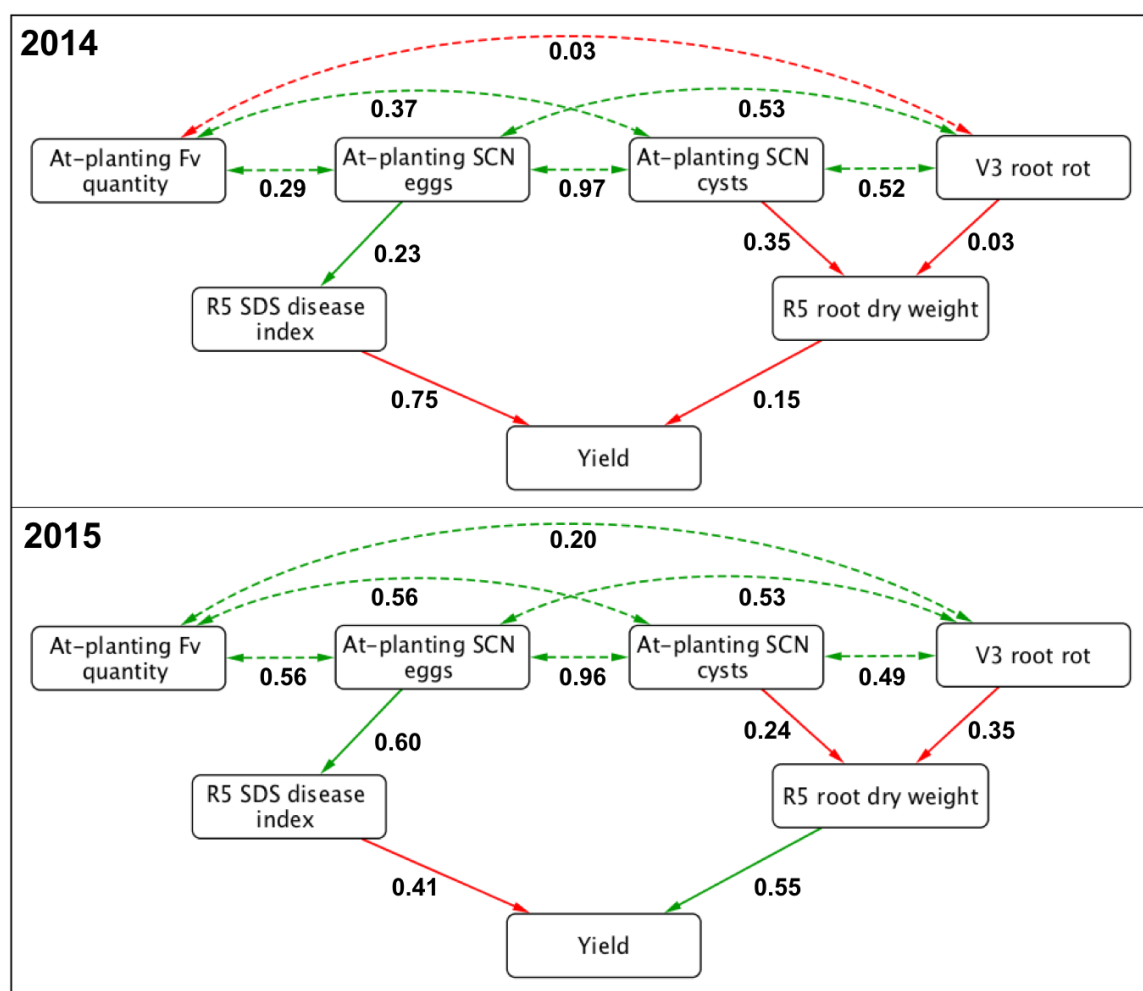 2014
0.03
0.37
0.53
At-planting Fv
quantity
At-planting SCN
eggs
At-planting SCN
cysts
V3 root rot
0.29
0.97
0.52
0.23
0.35
0.03
R5 SDS disease
index
R5 root dry weight
0.75
0.15
Yield
2015
0.20
0.56
0.53
At-planting Fv
quantity
At-planting SCN
eggs
At-planting SCN
cysts
V3 root rot
0.56
0.96
0.49
0.60
0.24
0.35
R5 SDS disease
index
R5 root dry weight
0.41
0.55
Yield